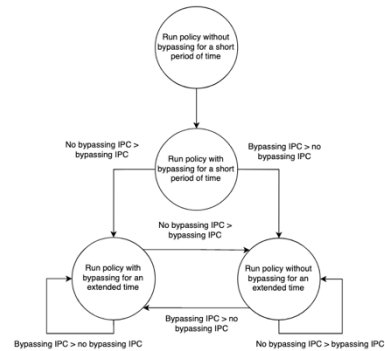 Run policy without
bypassing for a short
period of time
No bypassing IPC >
bypassing IPC
Run policy with
bypassing for a short
period of time
Bypassing IPC > no
bypassing IPC
No bypassing IPC >
bypassing IPC
Run policy with
bypassing for an
extended time
Run policy without
bypassing for an
extended time
Bypassing IPC > no
bypassing IPC
Bypassing IPC > no bypassing IPC
No bypassing IPC > bypassing IPC